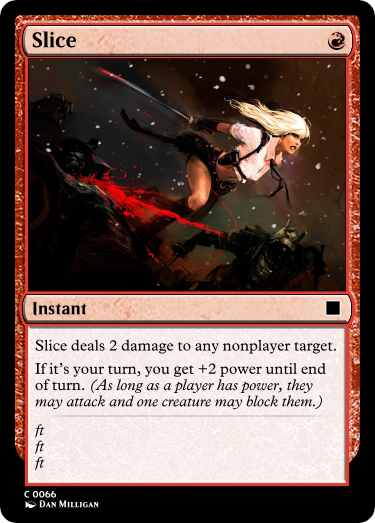 Slice
Instant
Slice deals 2 damage to any nonplayer target.
If it's your turn, you get +2 power until end
of turn. (As long as a player has power, they
may attack and one creature may block them.)
ft
ft
ft
C 0066
Dan Milligan